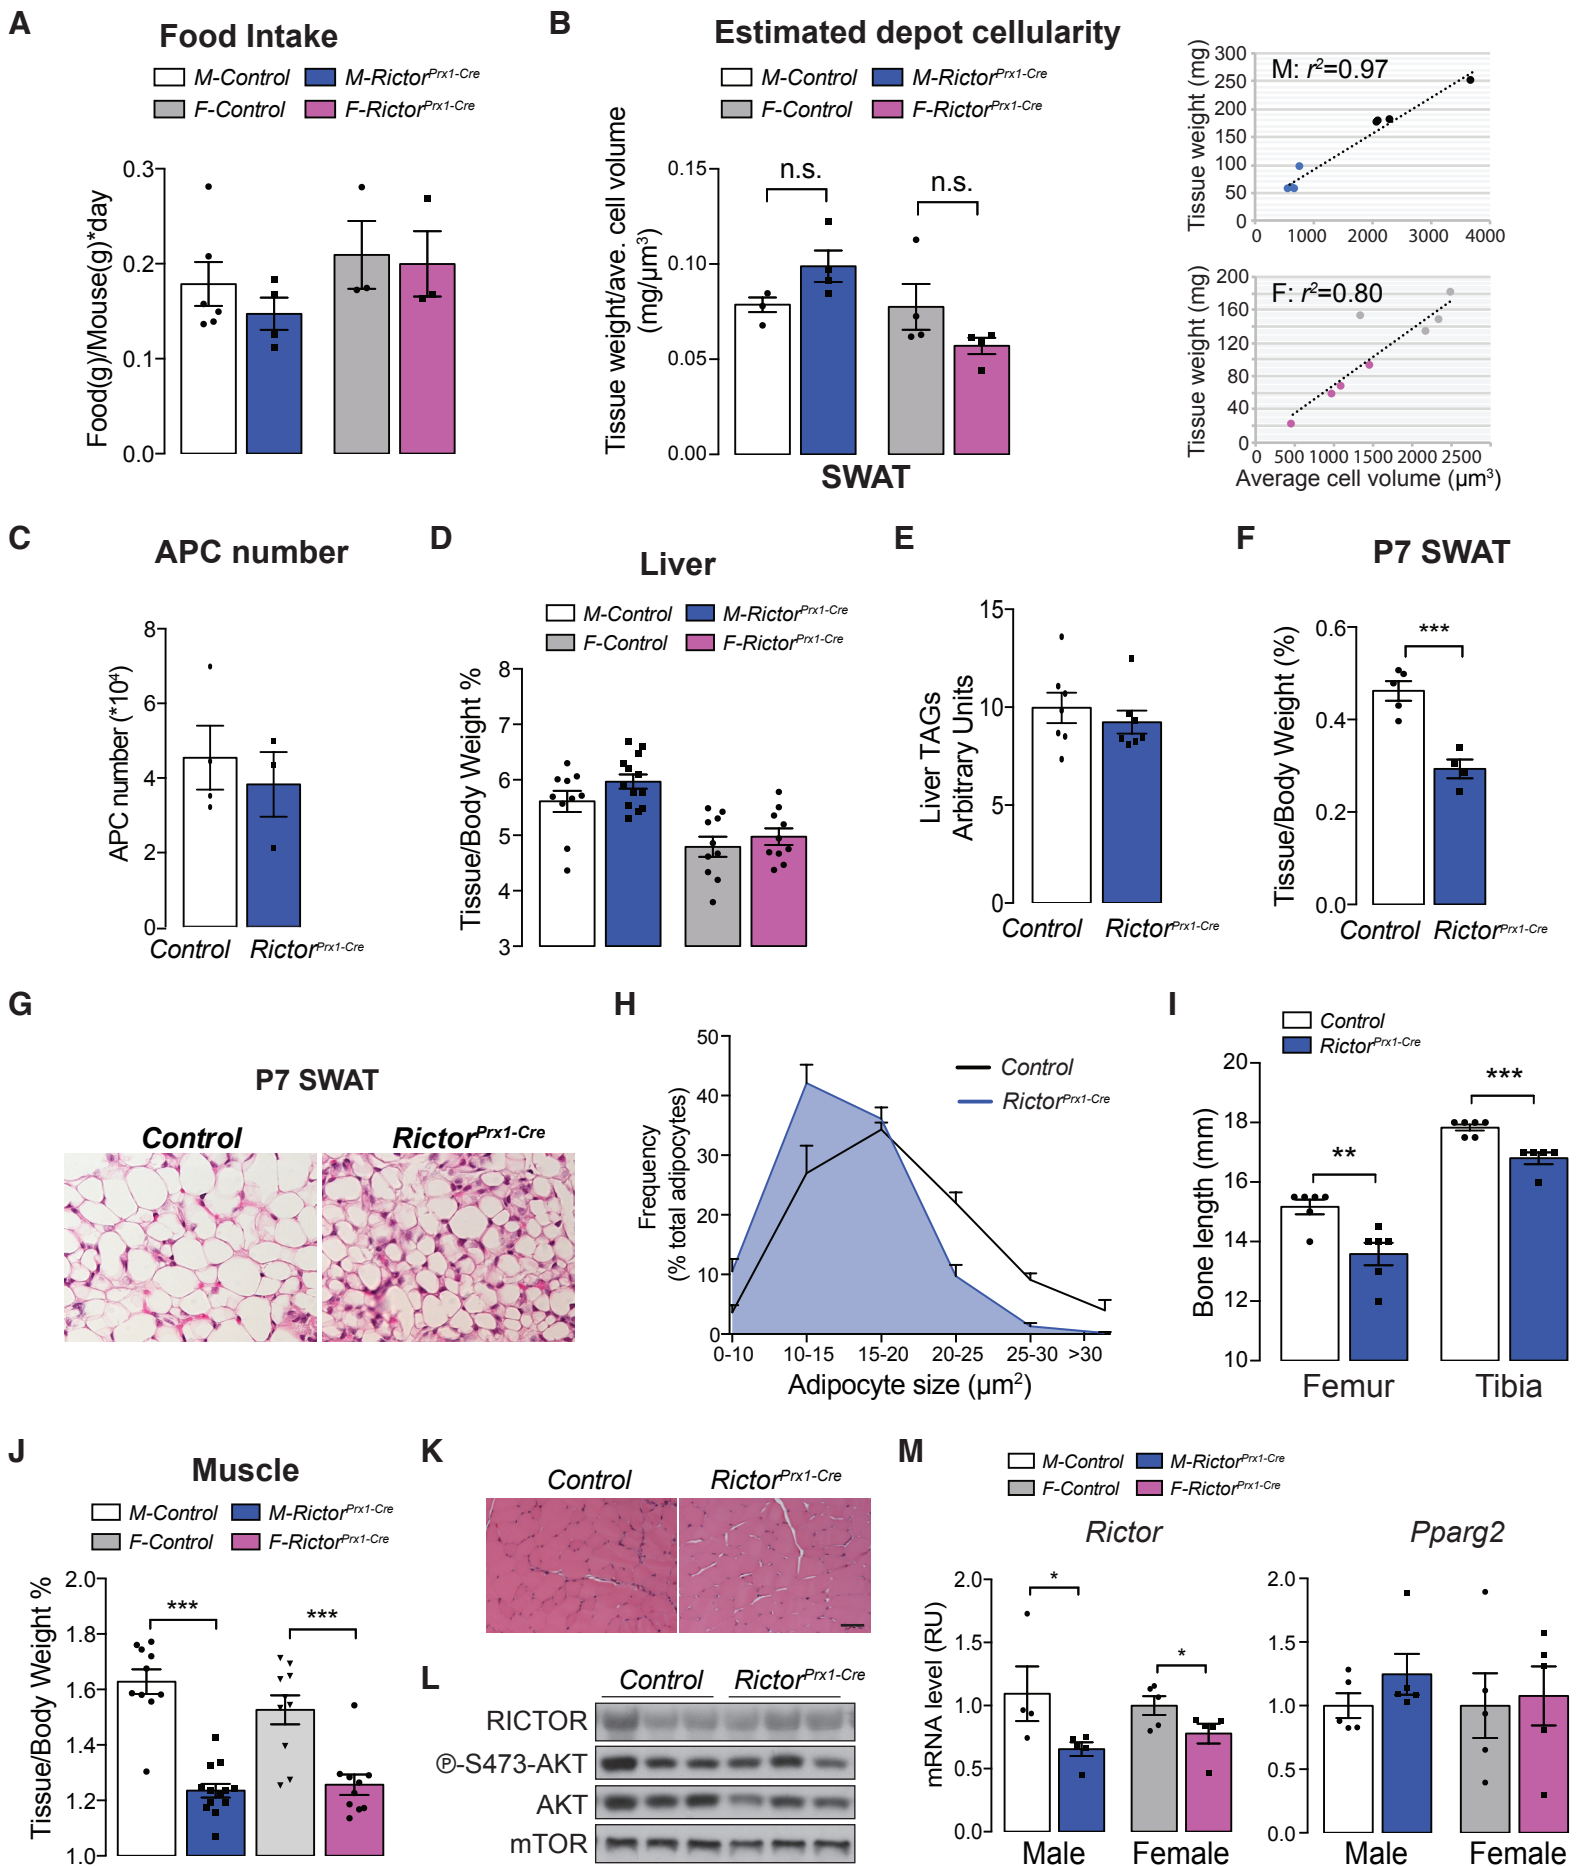 A
Food Intake
M-Control
M-RictorPrx1-Cre
F-Control
F-RictorPrx1-Cre
Food(g)/Mouse(g)*day
0.3
0.2
0.1
0.0
B
Estimated depot cellularity
M-Control
M-RictorPrx1-Cre
F-Control
F-RictorPrx1-Cre
Tissue weight/ave. cell volume
(mg/µm³)
0.15
0.10
0.05
0.00
n.s.
n.s.
SWAT
Tissue weight (mg)
300
250
200
150
100
50
0
M: r²=0.97
0 1000 2000 3000 4000
Tissue weight (mg)
200
160
120
80
40
0
F: r²=0.80
0 500 1000 1500 2000 2500
Average cell volume (µm³)
C
APC number
APC number (*10⁴)
8
6
4
2
0
Control
RictorPrx1-Cre
D
Liver
M-Control
M-RictorPrx1-Cre
F-Control
F-RictorPrx1-Cre
Tissue/Body Weight %
8
7
6
5
4
3
E
Liver TAGs
Arbitrary Units
15
10
5
0
Control
RictorPrx1-Cre
F
P7 SWAT
Tissue/Body Weight (%)
0.6
0.4
0.2
0.0
***
Control
RictorPrx1-Cre
G
P7 SWAT
Control
RictorPrx1-Cre
H
Frequency
(% total adipocytes)
50
40
30
20
10
0
Control
RictorPrx1-Cre
0-10 10-15 15-20 20-25 25-30 >30
Adipocyte size (µm²)
I
Control
RictorPrx1-Cre
Bone length (mm)
20
18
16
14
12
10
**
***
Femur
Tibia
J
Muscle
M-Control
M-RictorPrx1-Cre
F-Control
F-RictorPrx1-Cre
Tissue/Body Weight %
2.0
1.8
1.6
1.4
1.2
1.0
***
***
K
Control
RictorPrx1-Cre
L
Control
RictorPrx1-Cre
RICTOR
Ⓟ-S473-AKT
AKT
mTOR
M
M-Control
M-RictorPrx1-Cre
F-Control
F-RictorPrx1-Cre
Rictor
mRNA level (RU)
2.0
1.5
1.0
0.5
0.0
*
*
Male
Female
Pparg2
2.0
1.5
1.0
0.5
0.0
Male
Female